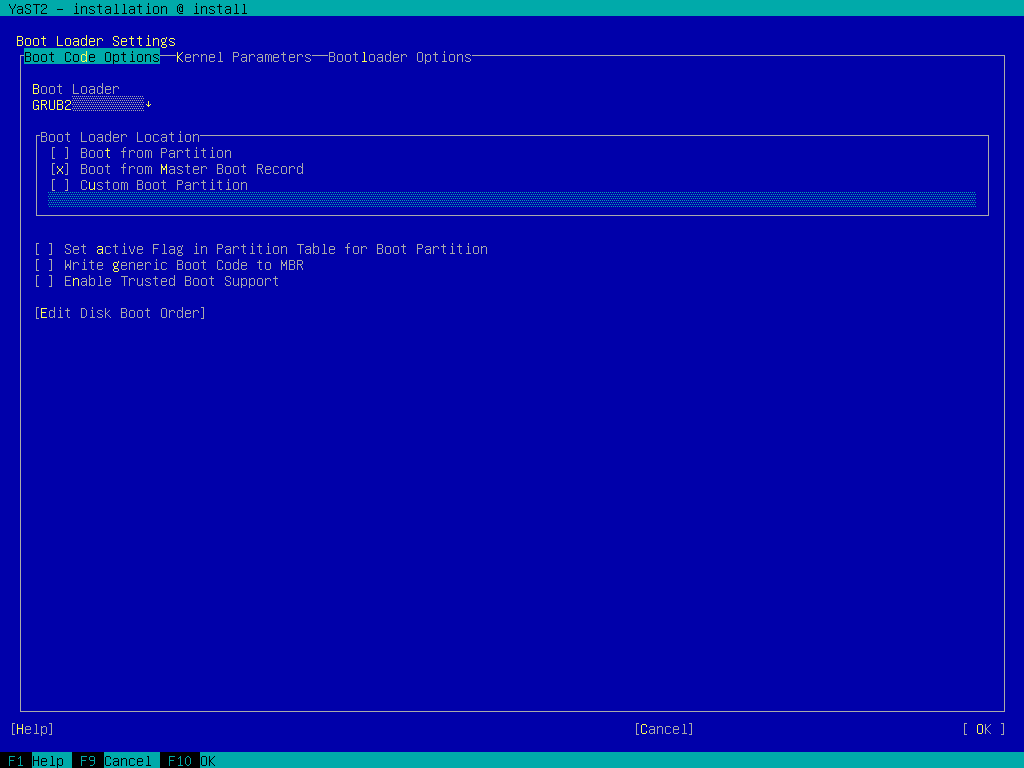 YaST2 - installation @ install
Boot Loader Settings
Boot Code Options Kernel Parameters Bootloader Options
Boot Loader
GRUB2
Boot Loader Location
[ ] Boot from Partition
[x] Boot from Master Boot Record
[ ] Custom Boot Partition
[ ] Set active Flag in Partition Table for Boot Partition
[ ] Write generic Boot Code to MBR
[ ] Enable Trusted Boot Support
[Edit Disk Boot Order]
[Help] [Cancel] [ OK ]
F1 Help F9 Cancel F10 OK